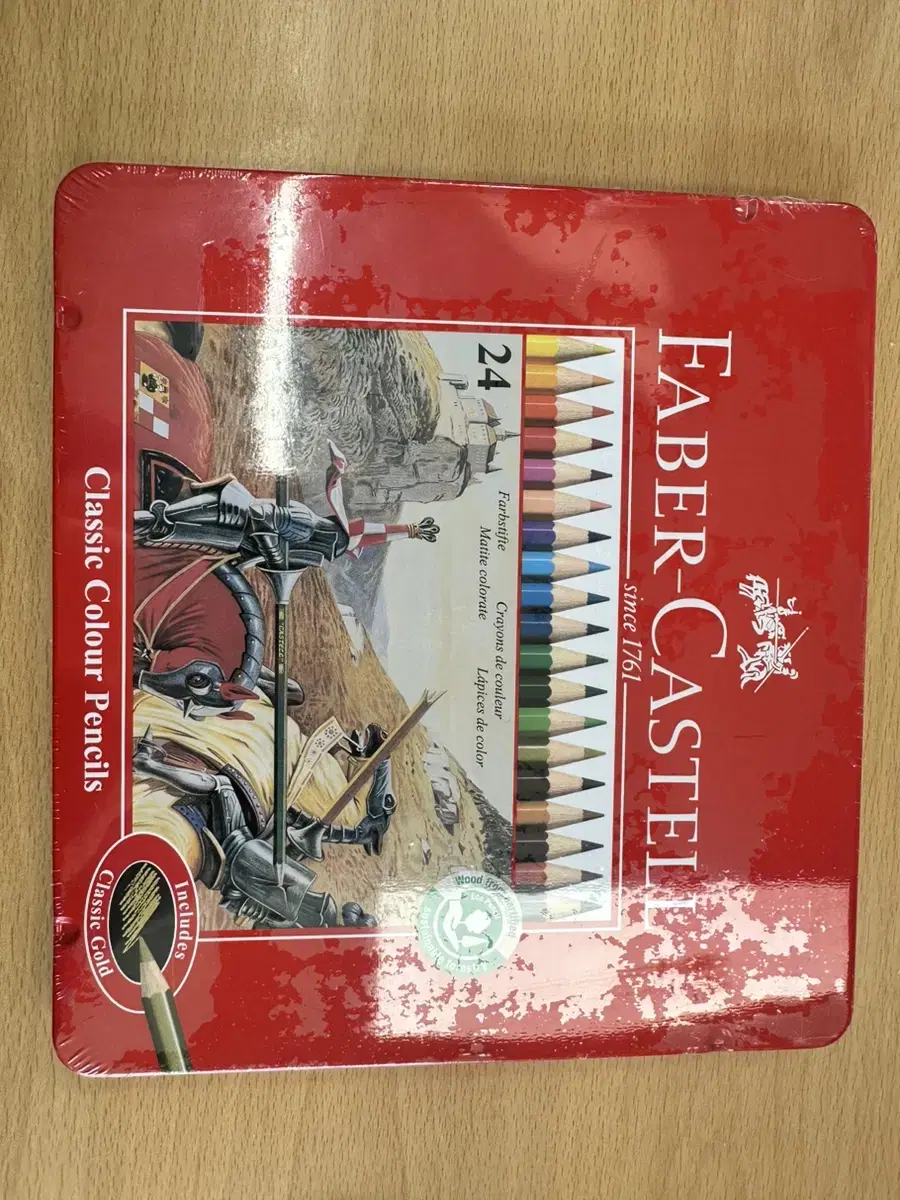 FABER-CASTELL
since 1761
24
Farbstifte
Crayons de couleur
Matite colorate
Lápices de color
"CASTELL"
Classic Colour Pencils
Includes
Classic Gold